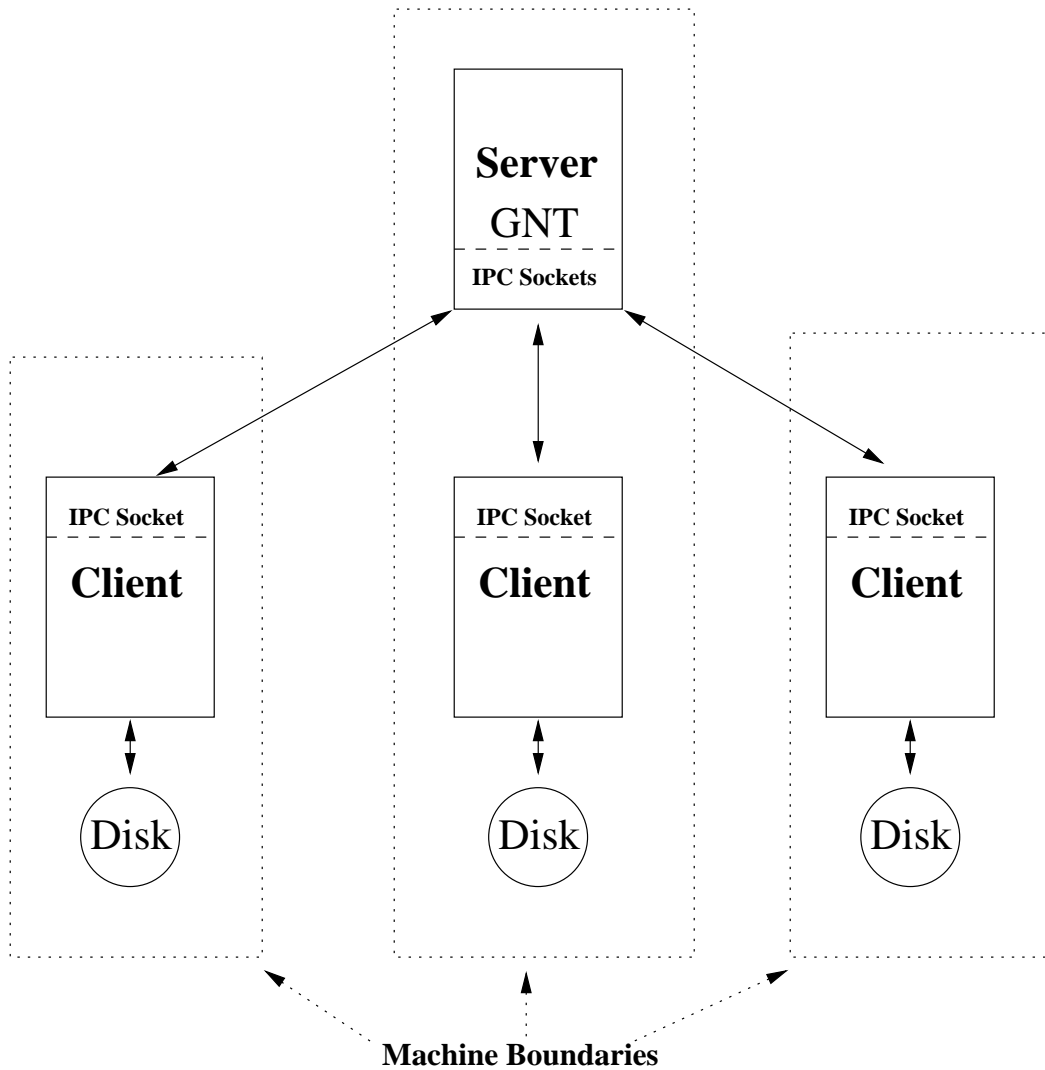 Server
GNT
IPC Sockets
IPC Socket
Client
Disk
IPC Socket
Client
Disk
IPC Socket
Client
Disk
Machine Boundaries